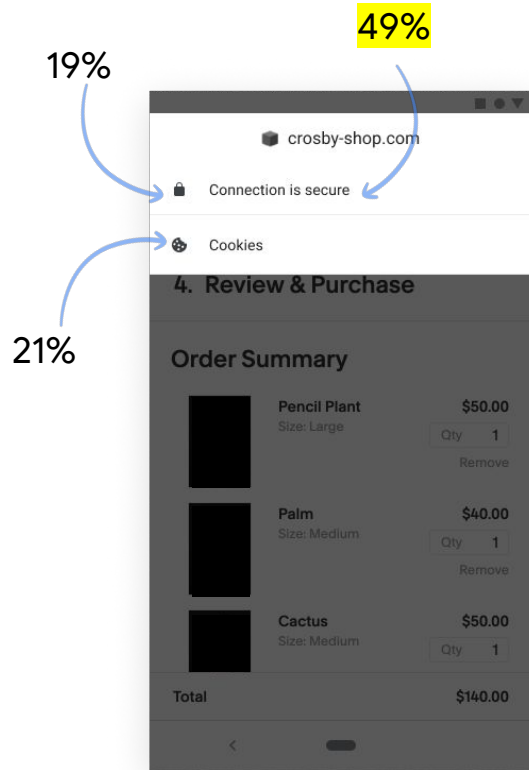 49%
19%
crosby-shop.com
Connection is secure
Cookies
21%
4. Review & Purchase
Order Summary
Pencil Plant $50.00
Size: Large
Qty 1
Remove
Palm $40.00
Size: Medium
Qty 1
Remove
Cactus $50.00
Size: Medium
Qty 1
Total $140.00